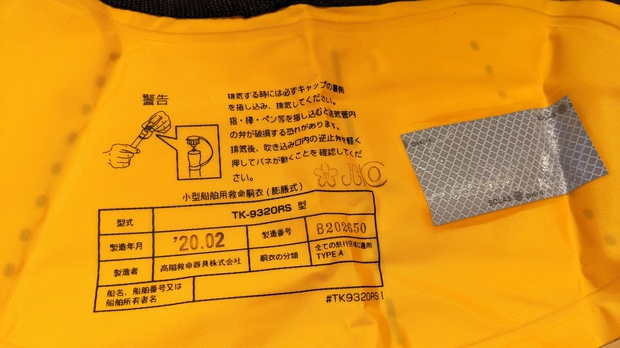 警告
排気する時には必ずキャップの裏側
を指し込み、排気してください。
指・棒・ペン等を指し込むと送気管内
の弁が破損する恐れがあります。
排気後、吹き込み口内の逆止弁を軽く
押してバネが動くことを確認してくだ
さい。
小型船舶用救命胴衣(膨脹式)
型式 TK-9320RS 型
製造年月 '20.02 製造番号 B202650
製造者 高階救命器具株式会社 胴衣の分類 全ての航行区域に適用
TYPE A
船名、船舶番号又は
船舶所有者名
#TK9320RS
SOLAS